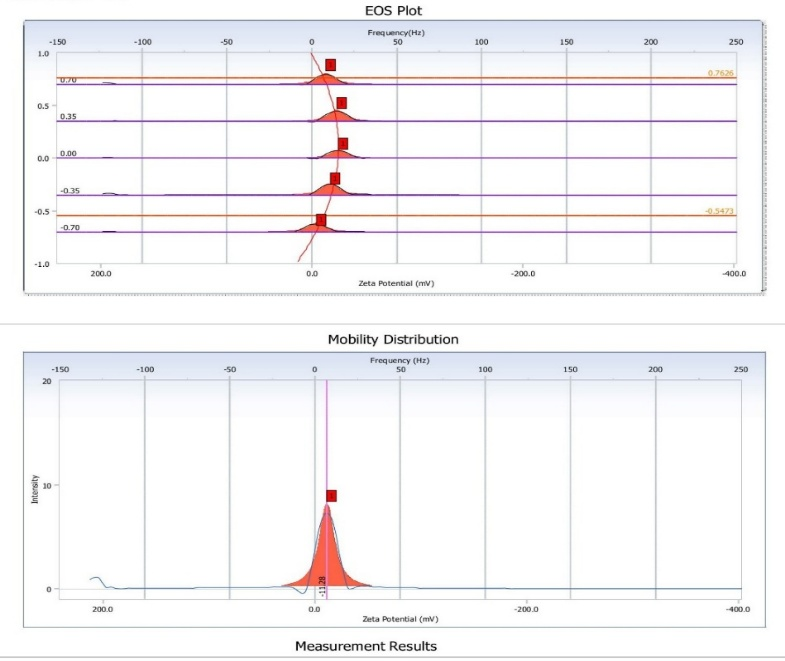 EOS Plot
Frequency(Hz)
-150 -100 -50 0 50 100 150 200 250
1.0
0.7626
0.70
0.5
0.35
0.0
0.00
-0.35
-0.5
-0.5473
-0.70
-1.0
200.0 0.0 -200.0 -400.0
Zeta Potential (mV)
Mobility Distribution
Frequency (Hz)
-150 -100 -50 0 50 100 150 200 250
20
Intensity
10
-11.28
0
200.0 0.0 -200.0 -400.0
Zeta Potential (mV)
Measurement Results